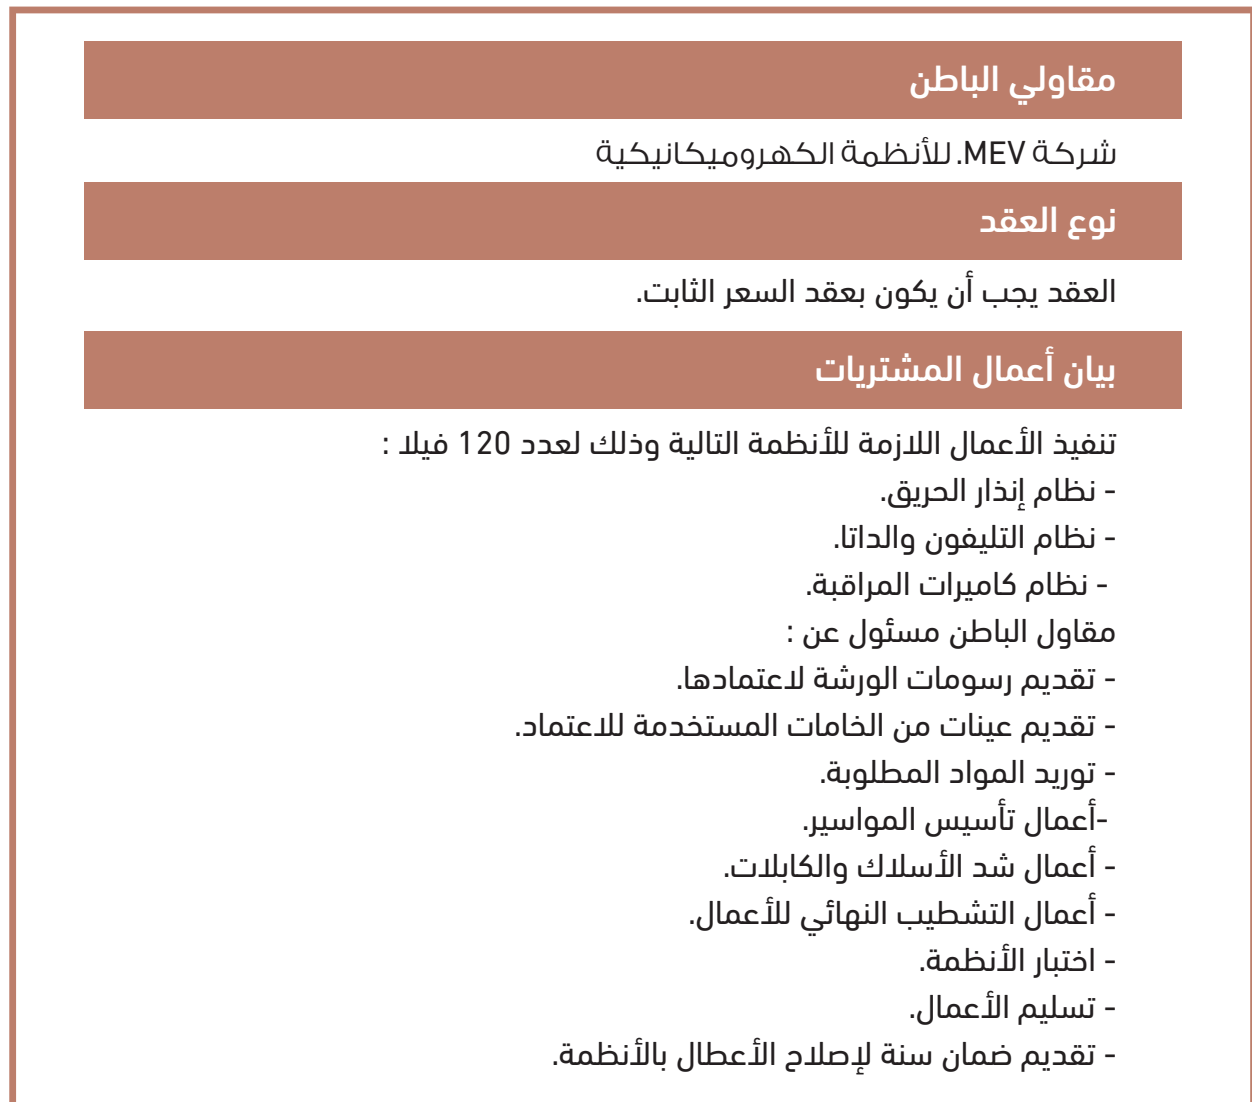 مقاولي الباطن
شركة MEV. للأنظمة الكهروميكانيكية
نوع العقد
العقد يجب أن يكون بعقد السعر الثابت.
بيان أعمال المشتريات
تنفيذ الأعمال اللازمة للأنظمة التالية وذلك لعدد 120 فيلا :
- نظام إنذار الحريق.
- نظام التليفون والداتا.
- نظام كاميرات المراقبة.
مقاول الباطن مسئول عن :
- تقديم رسومات الورشة لاعتمادها.
- تقديم عينات من الخامات المستخدمة للاعتماد.
- توريد المواد المطلوبة.
-أعمال تأسيس المواسير.
- أعمال شد الأسلاك والكابلات.
- أعمال التشطيب النهائي للأعمال.
- اختبار الأنظمة.
- تسليم الأعمال.
- تقديم ضمان سنة لإصلاح الأعطال بالأنظمة.